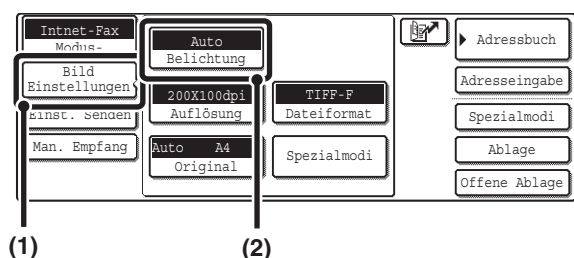 Intnet-Fax
Modus-
Bild
Einstellungen
Einst. Senden
Man. Empfang
Auto
Belichtung
200X100dpi
Auflösung
TIFF-F
Dateiformat
Auto A4
Original
Spezialmodi
Adressbuch
Adresseingabe
Spezialmodi
Ablage
Offene Ablage
(1)
(2)